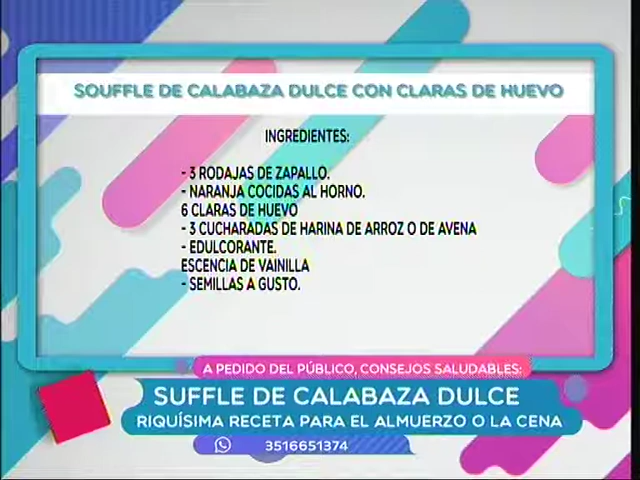 SOUFFLE DE CALABAZA DULCE CON CLARAS DE HUEVO
INGREDIENTES:
- 3 RODAJAS DE ZAPALLO.
- NARANJA COCIDAS AL HORNO.
6 CLARAS DE HUEVO
- 3 CUCHARADAS DE HARINA DE ARROZ O DE AVENA
- EDULCORANTE.
ESCENCIA DE VAINILLA
- SEMILLAS A GUSTO.
A PEDIDO DEL PÚBLICO, CONSEJOS SALUDABLES:
SUFFLE DE CALABAZA DULCE
RIQUÍSIMA RECETA PARA EL ALMUERZO O LA CENA
3516651374